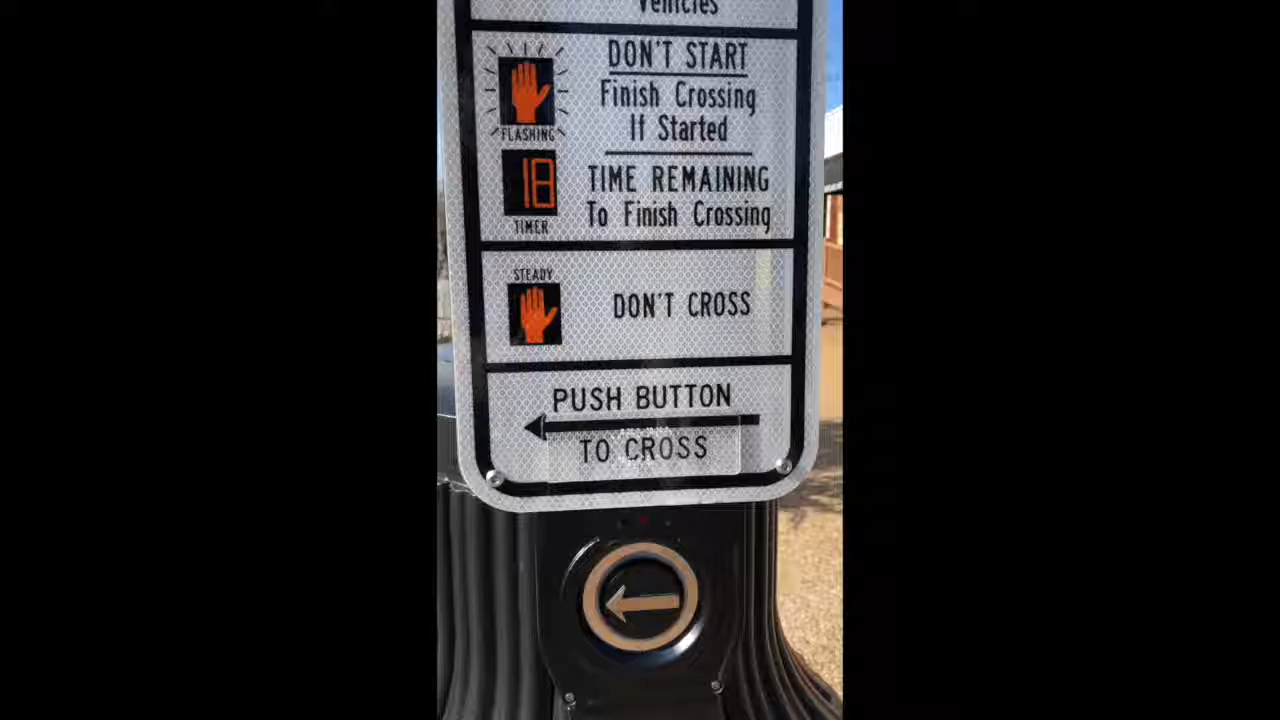 Vehicles
DON'T START
Finish Crossing
If Started
FLASHING
18
TIME REMAINING
To Finish Crossing
TIMER
STEADY
DON'T CROSS
PUSH BUTTON
TO CROSS